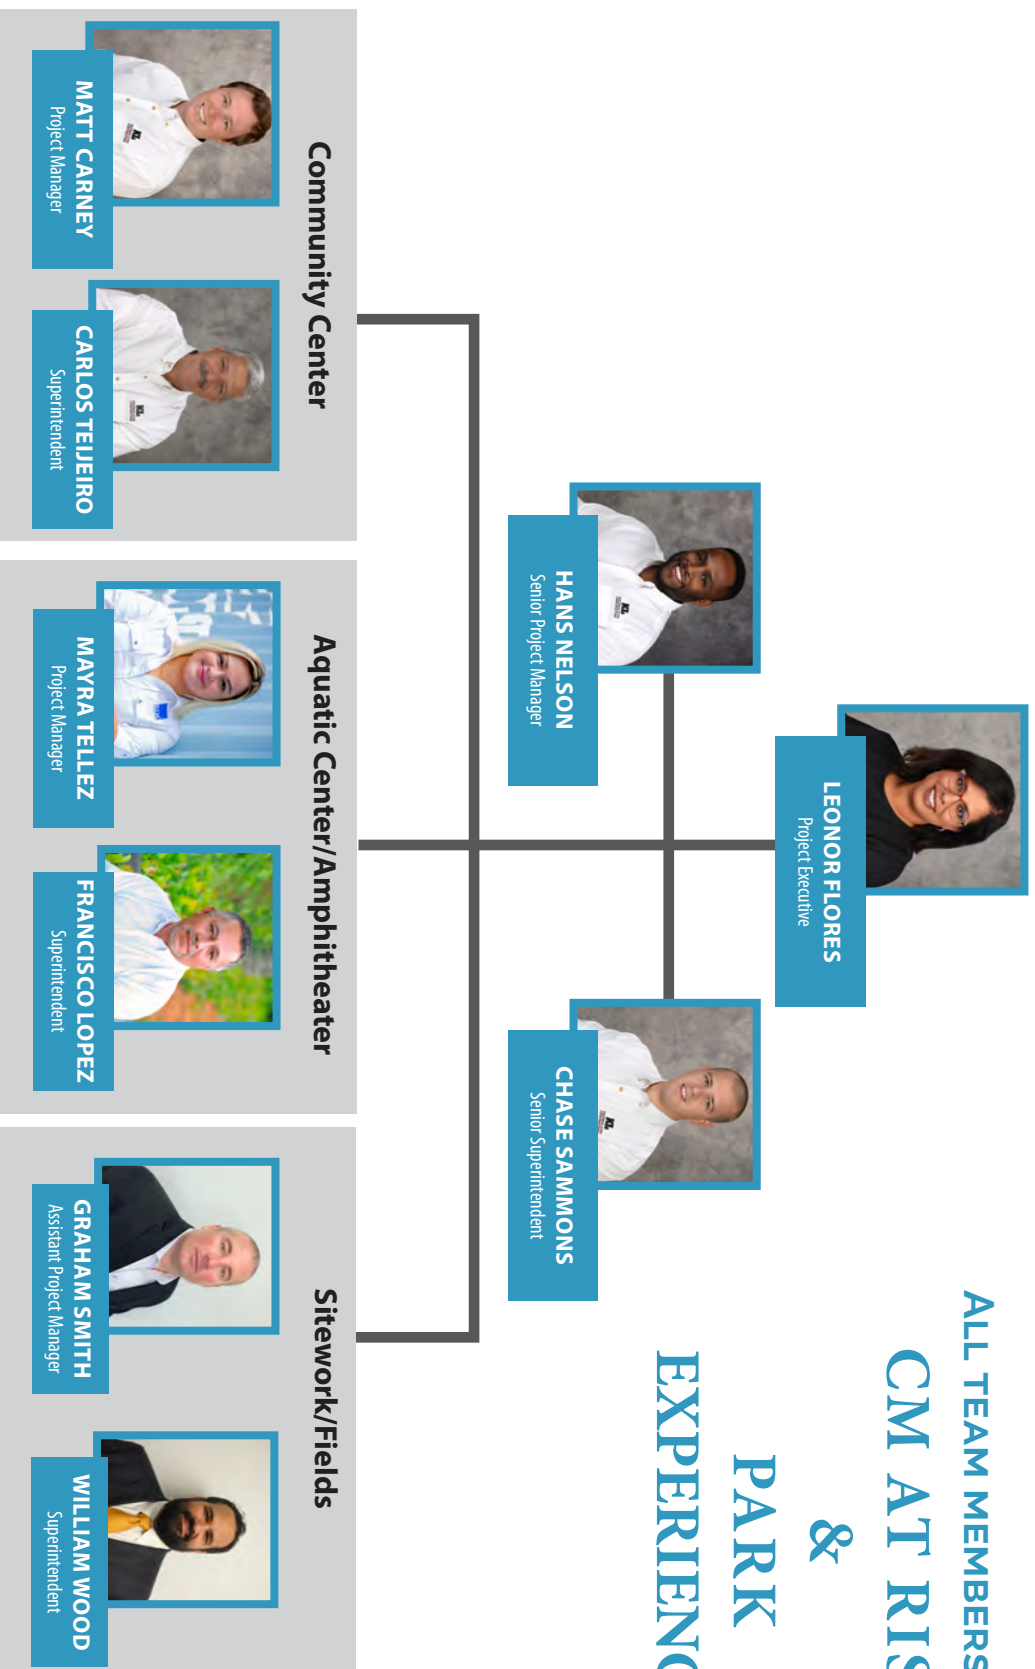 ALL TEAM MEMBERS
CM AT RIS
&
PARK
EXPERIENC
LEONOR FLORES
Project Executive
HANS NELSON
Senior Project Manager
CHASE SAMMONS
Senior Superintendent
Community Center
MATT CARNEY
Project Manager
CARLOS TEIJEIRO
Superintendent
Aquatic Center/Amphitheater
MAYRA TELLEZ
Project Manager
FRANCISCO LOPEZ
Superintendent
Sitework/Fields
GRAHAM SMITH
Assistant Project Manager
WILLIAM WOOD
Superintendent